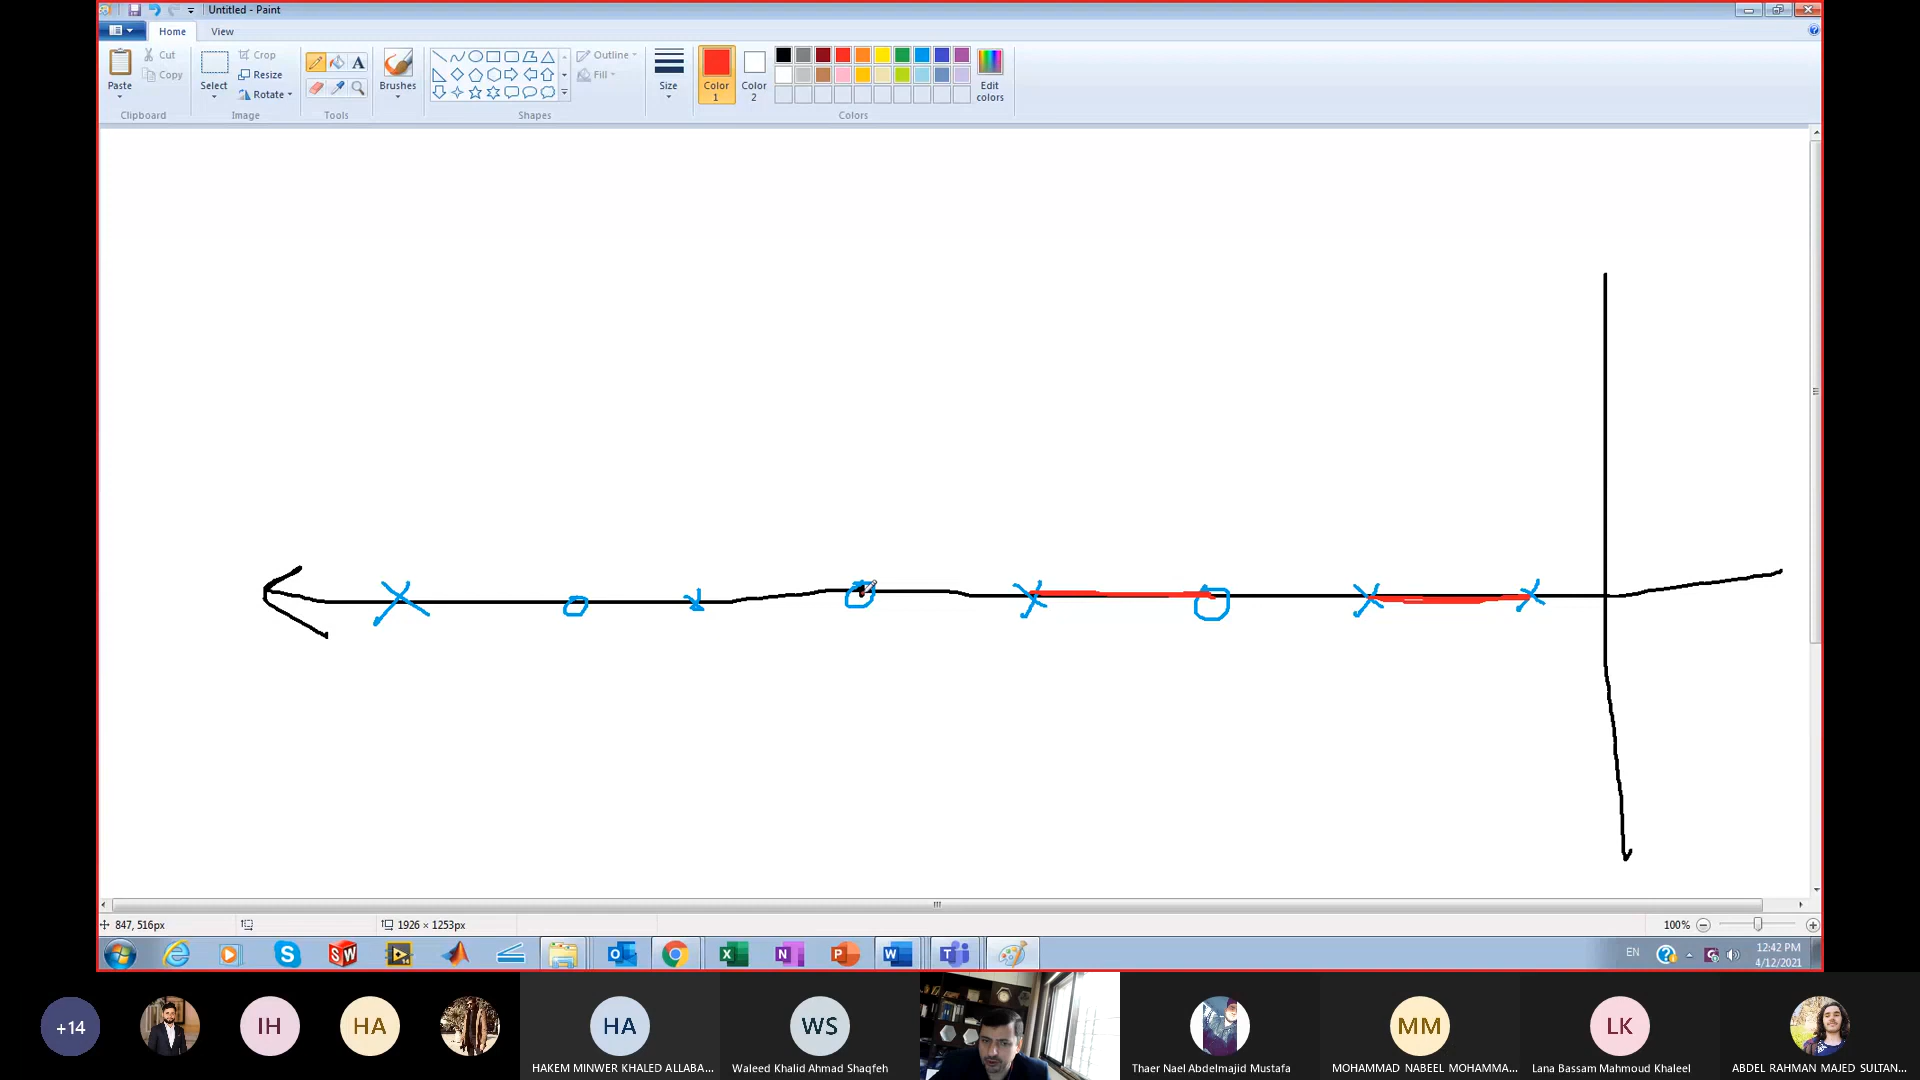 Untitled - Paint
Home
View
Paste
Cut
Copy
Clipboard
Select
Crop
Resize
Rotate
Image
A
Tools
Brushes
Outline
Fill
Shapes
Size
Color 1
Color 2
Edit colors
Colors
847, 516px
1926 × 1253px
100%
EN
12:42 PM
4/12/2021
+14
IH
HA
HA
HAKEM MINWER KHALED ALLABA...
WS
Waleed Khalid Ahmad Shaqfeh
Thaer Nael Abdelmajid Mustafa
MM
MOHAMMAD NABEEL MOHAMMA...
LK
Lana Bassam Mahmoud Khaleel
ABDEL RAHMAN MAJED SULTAN...